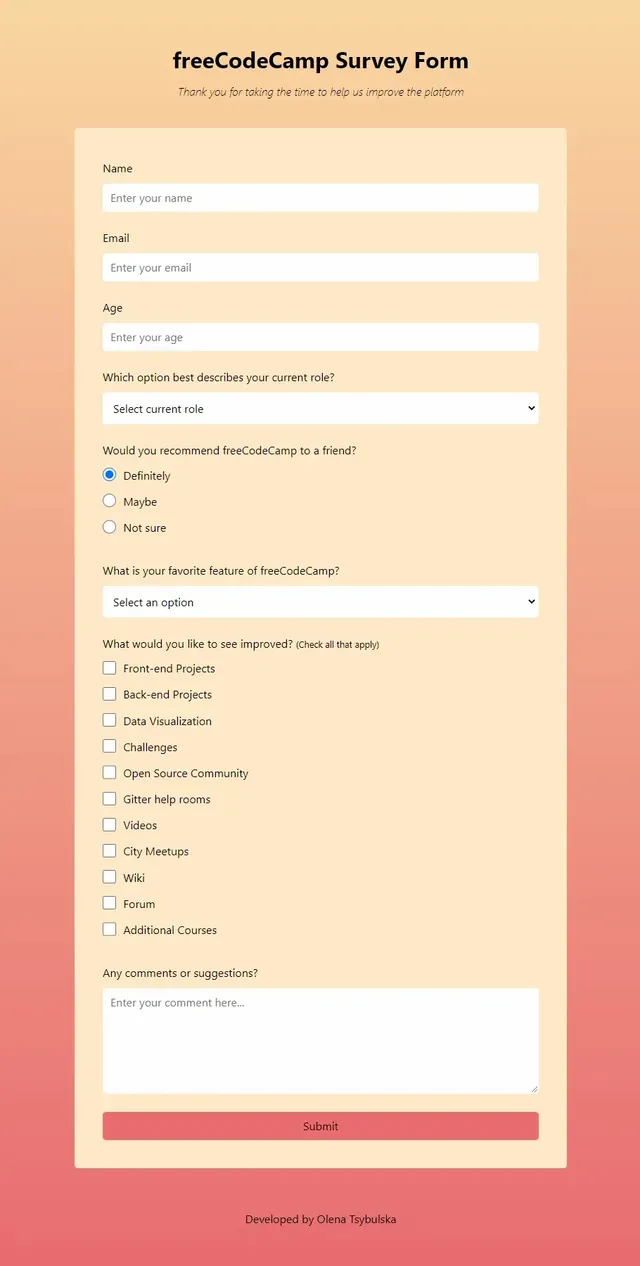 freeCodeCamp Survey Form
Thank you for taking the time to help us improve the platform
Name
Enter your name
Email
Enter your email
Age
Enter your age
Which option best describes your current role?
Select current role
Would you recommend freeCodeCamp to a friend?
Definitely
Maybe
Not sure
What is your favorite feature of freeCodeCamp?
Select an option
What would you like to see improved? (Check all that apply)
Front-end Projects
Back-end Projects
Data Visualization
Challenges
Open Source Community
Gitter help rooms
Videos
City Meetups
Wiki
Forum
Additional Courses
Any comments or suggestions?
Enter your comment here...
Submit
Developed by Olena Tsybulska